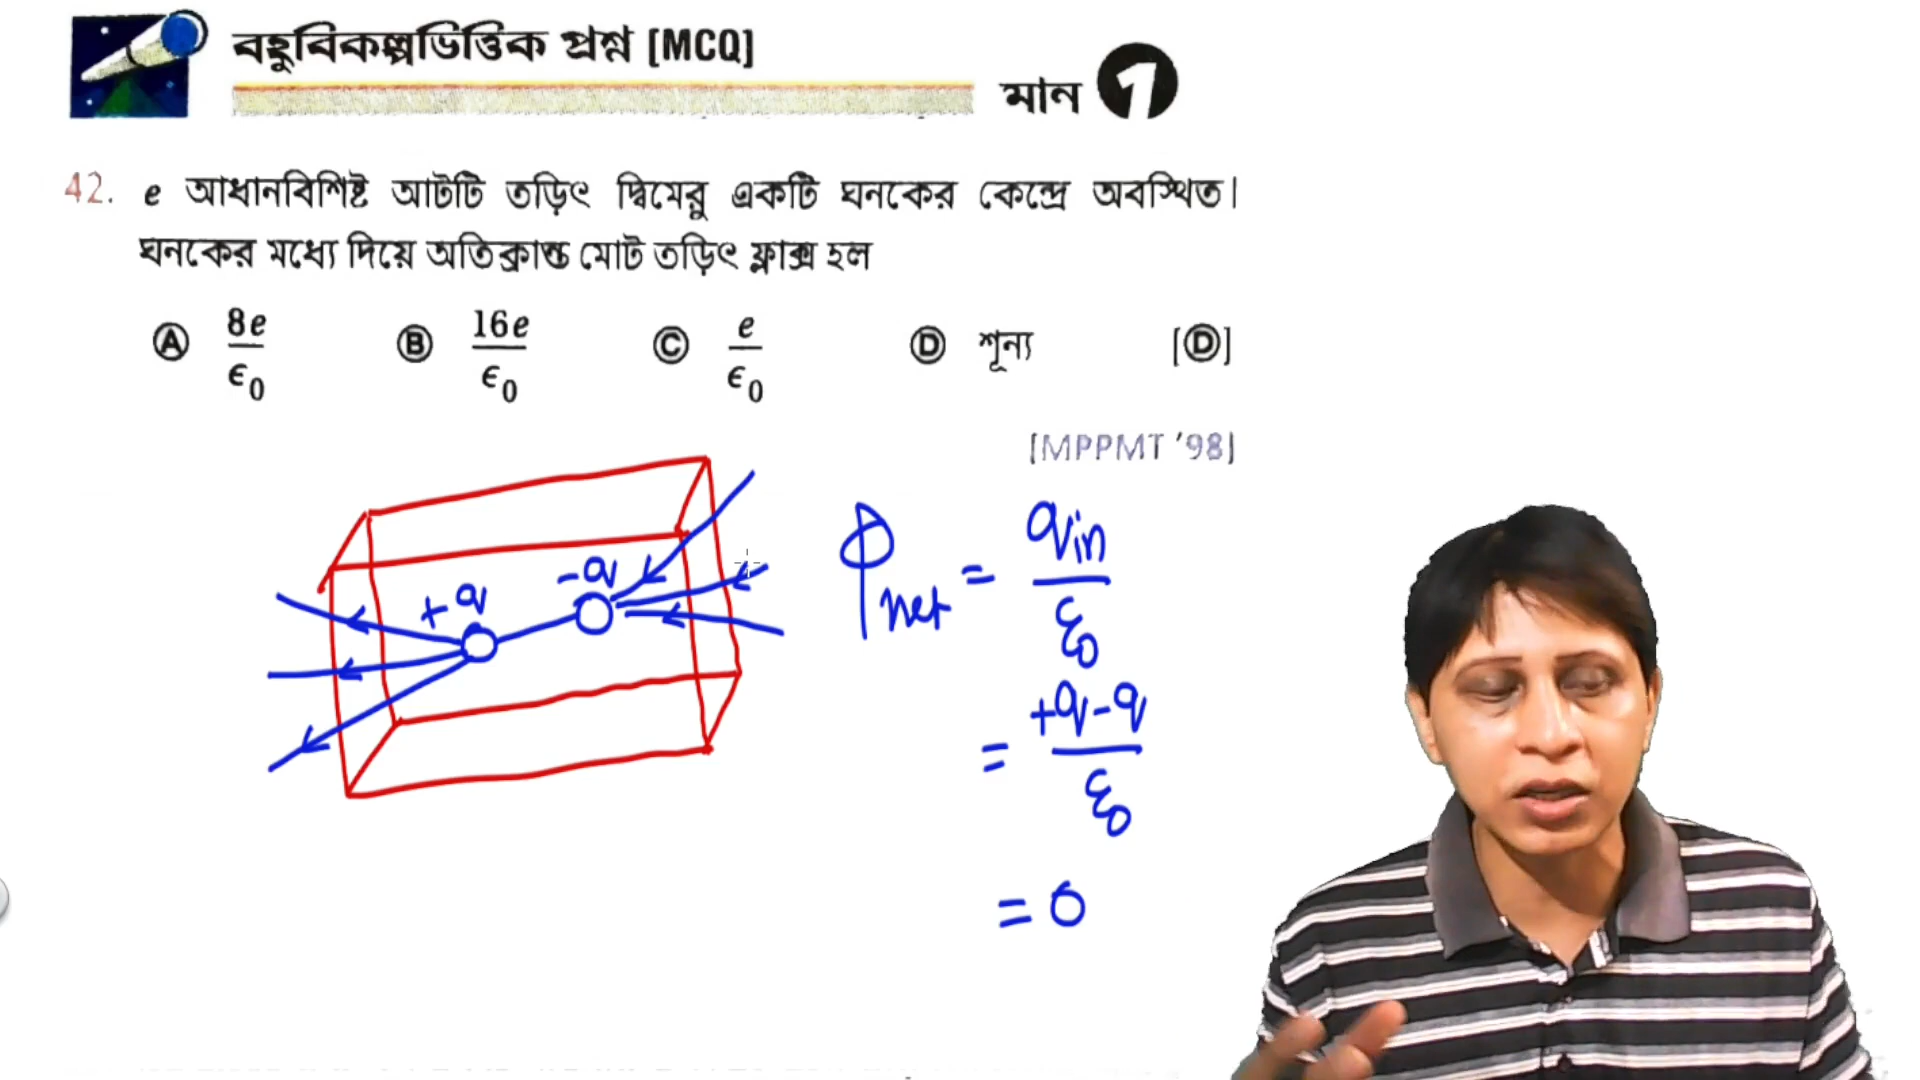 বহুবিকল্পভিত্তিক প্রশ্ন [MCQ]
মান 1
42. e আধানবিশিষ্ট আটটি তড়িৎ দ্বিমেরু একটি ঘনকের কেন্দ্রে অবস্থিত।
ঘনকের মধ্যে দিয়ে অতিক্রান্ত মোট তড়িৎ ফ্লাক্স হল
Ⓐ 8e/ϵ0 Ⓑ 16e/ϵ0 Ⓒ e/ϵ0 Ⓓ শূন্য [Ⓓ]
[MPPMT '98]
+q -q
ϕnet = qin/ε0
= +q-q/ε0
= 0